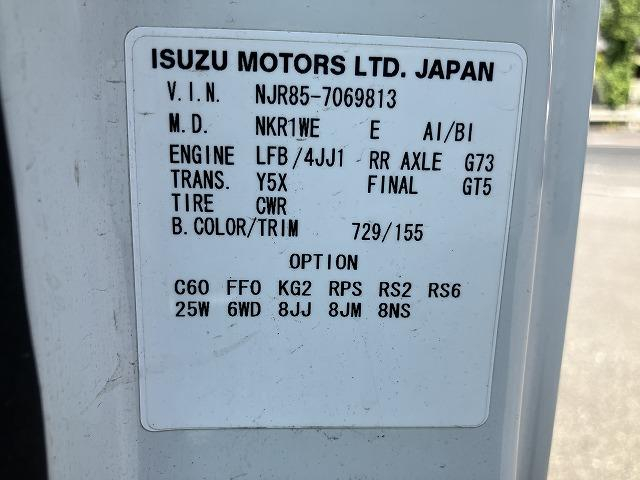 ISUZU MOTORS LTD. JAPAN
V.I.N. NJR85-7069813
M.D. NKR1WE E AI/BI
ENGINE LFB/4JJ1 RR AXLE G73
TRANS. Y5X FINAL GT5
TIRE CWR
B.COLOR/TRIM 729/155
OPTION
C60 FF0 KG2 RPS RS2 RS6
25W 6WD 8JJ 8JM 8NS